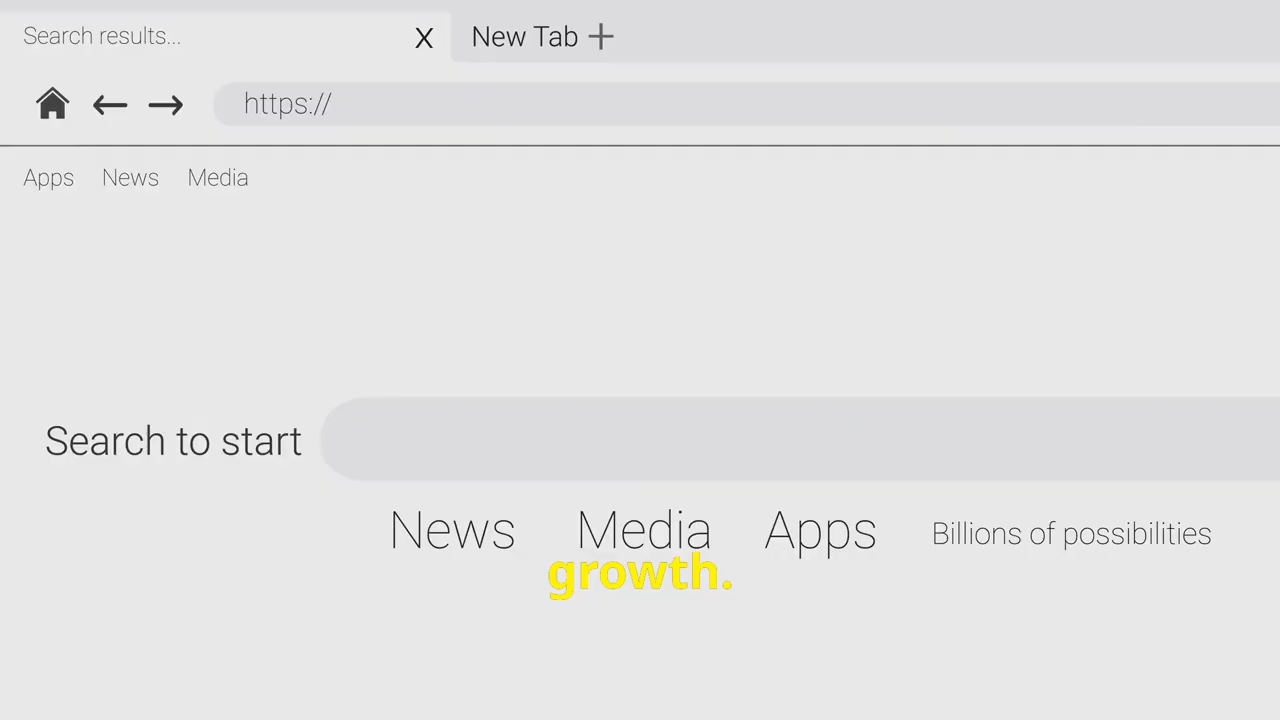 Search results... X New Tab +
https://
Apps News Media
Search to start
News Media Apps Billions of possibilities
growth.